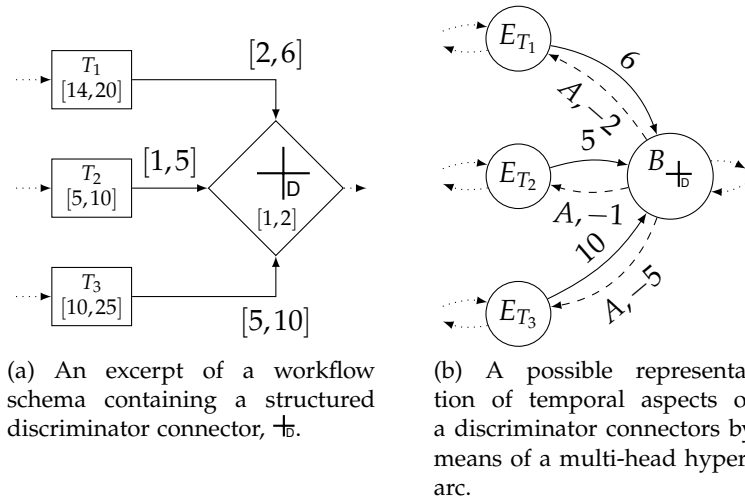 T₁
[14,20]
[2,6]
T₂
[5,10]
[1,5]
D
[1,2]
T₃
[10,25]
[5,10]
(a) An excerpt of a workflow
schema containing a structured
discriminator connector, +D.
E_T₁
6
A, −2
E_T₂
5
A, −1
B_+D
10
A, −5
E_T₃
(b) A possible representa
tion of temporal aspects o
a discriminator connectors by
means of a multi-head hyper
arc.